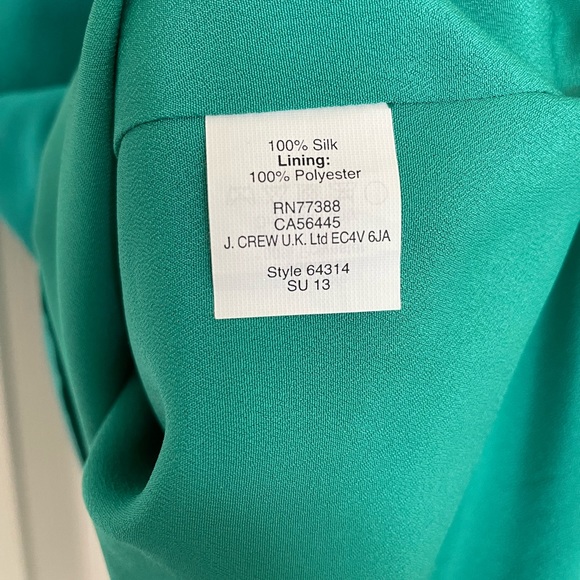 100% Silk
Lining:
100% Polyester
RN77388
CA56445
J. CREW U.K. Ltd EC4V 6JA
Style 64314
SU 13